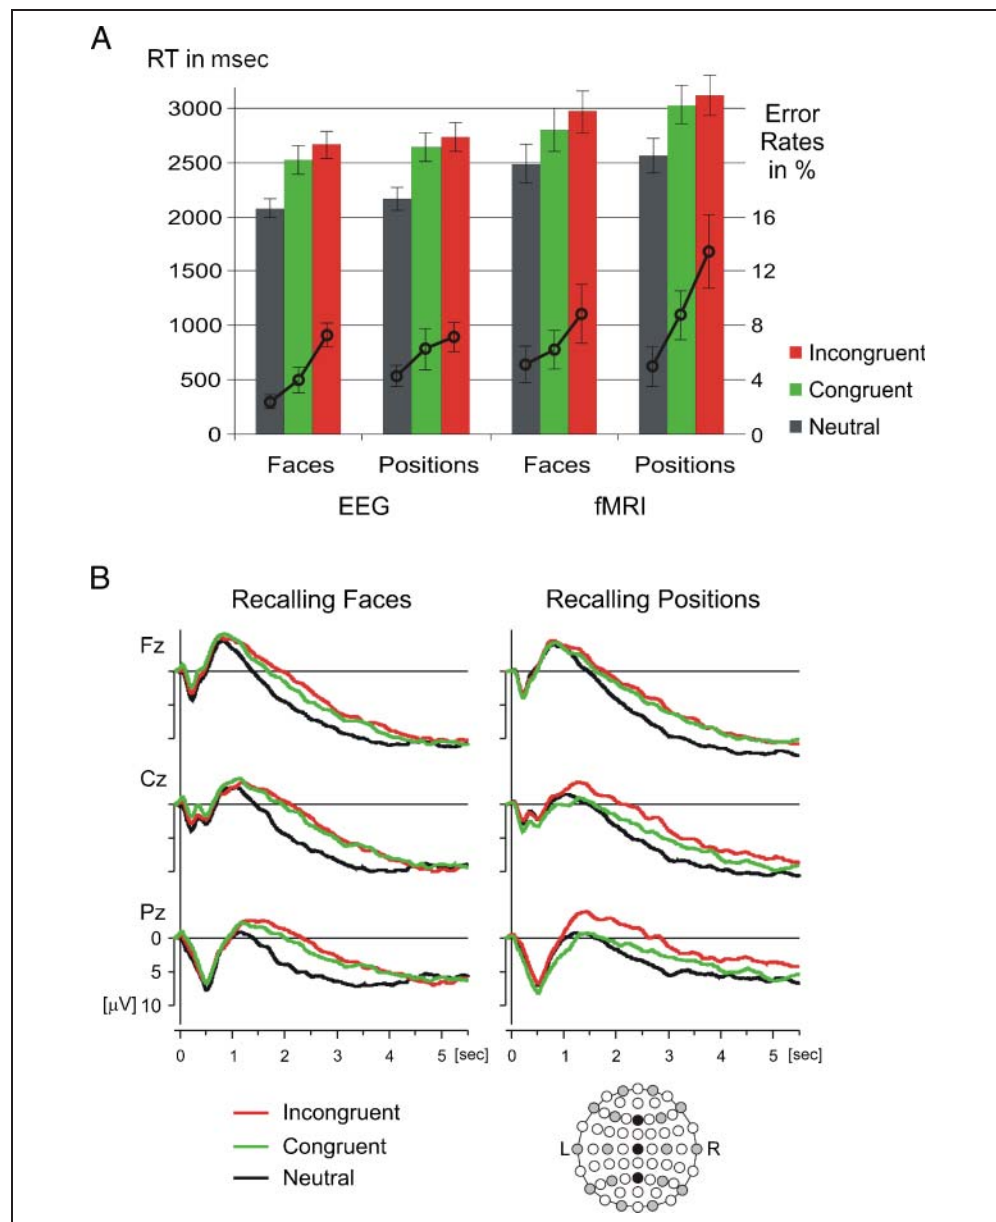 A
RT in msec
Error
Rates
in %
3000
2500
2000
1500
1000
500
0
16
12
8
4
0
Incongruent
Congruent
Neutral
Faces
Positions
Faces
Positions
EEG
fMRI
B
Recalling Faces
Recalling Positions
Fz
Cz
Pz
0
5
[μV] 10
0 1 2 3 4 5 [sec]
0 1 2 3 4 5 [sec]
Incongruent
Congruent
Neutral
L
R